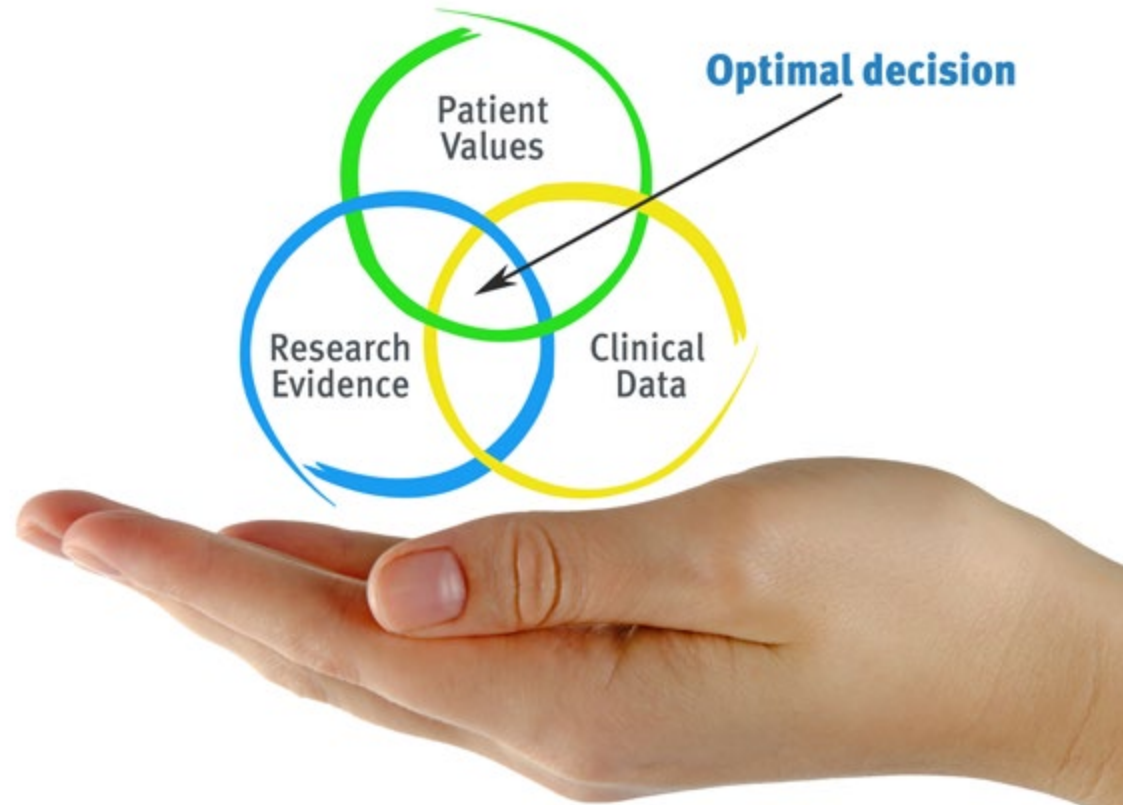 Optimal decision
Patient
Values
Research
Evidence
Clinical
Data